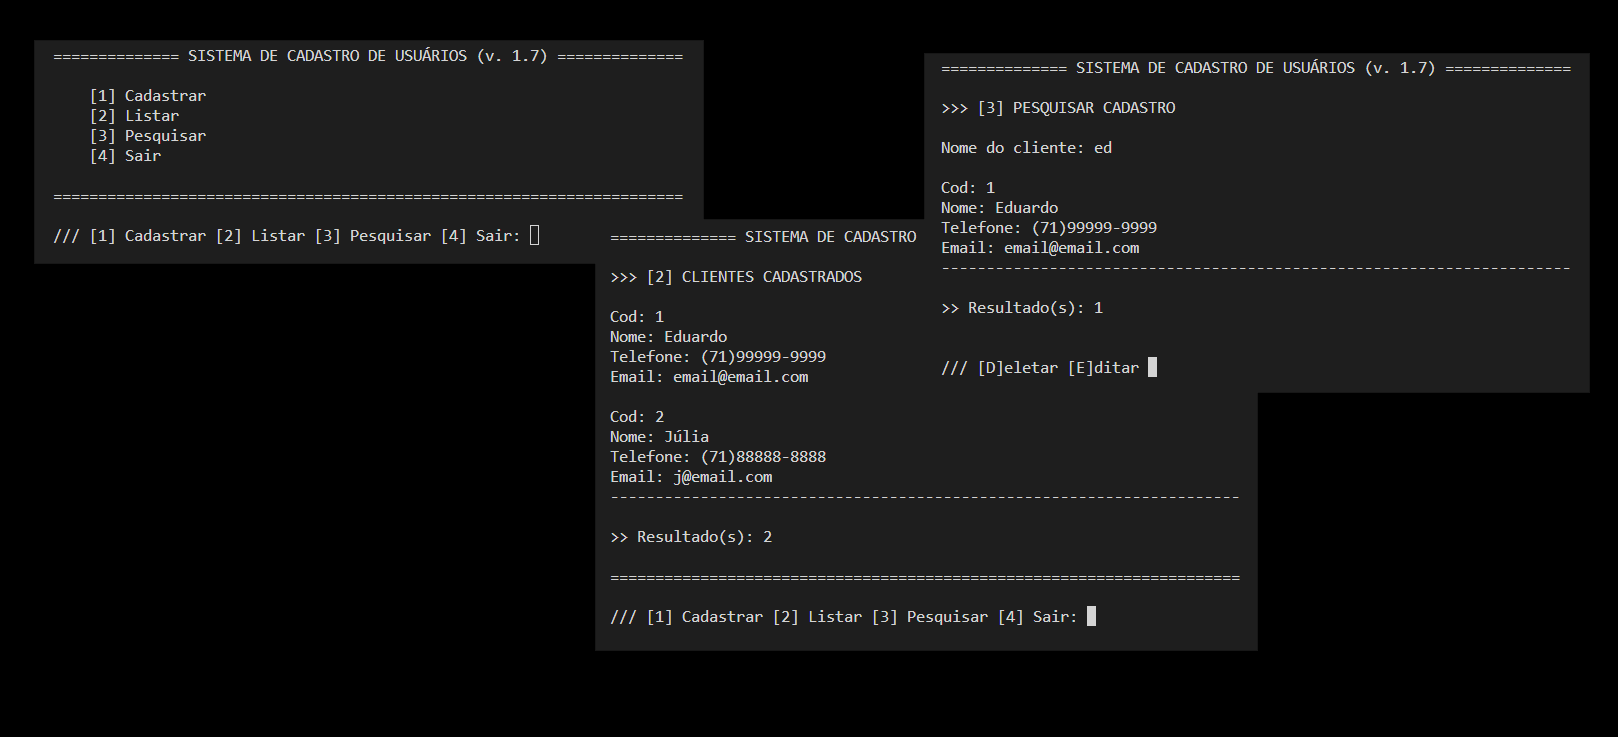 ============== SISTEMA DE CADASTRO DE USUÁRIOS (v. 1.7) ==============
[1] Cadastrar
[2] Listar
[3] Pesquisar
[4] Sair
======================================================================
/// [1] Cadastrar [2] Listar [3] Pesquisar [4] Sair:
============== SISTEMA DE CADASTRO
>>> [2] CLIENTES CADASTRADOS
Cod: 1
Nome: Eduardo
Telefone: (71)99999-9999
Email: email@email.com
Cod: 2
Nome: Júlia
Telefone: (71)88888-8888
Email: j@email.com
----------------------------------------------------------------------
>> Resultado(s): 2
======================================================================
/// [1] Cadastrar [2] Listar [3] Pesquisar [4] Sair:
============== SISTEMA DE CADASTRO DE USUÁRIOS (v. 1.7) ==============
>>> [3] PESQUISAR CADASTRO
Nome do cliente: ed
Cod: 1
Nome: Eduardo
Telefone: (71)99999-9999
Email: email@email.com
----------------------------------------------------------------------
>> Resultado(s): 1
/// [D]eletar [E]ditar